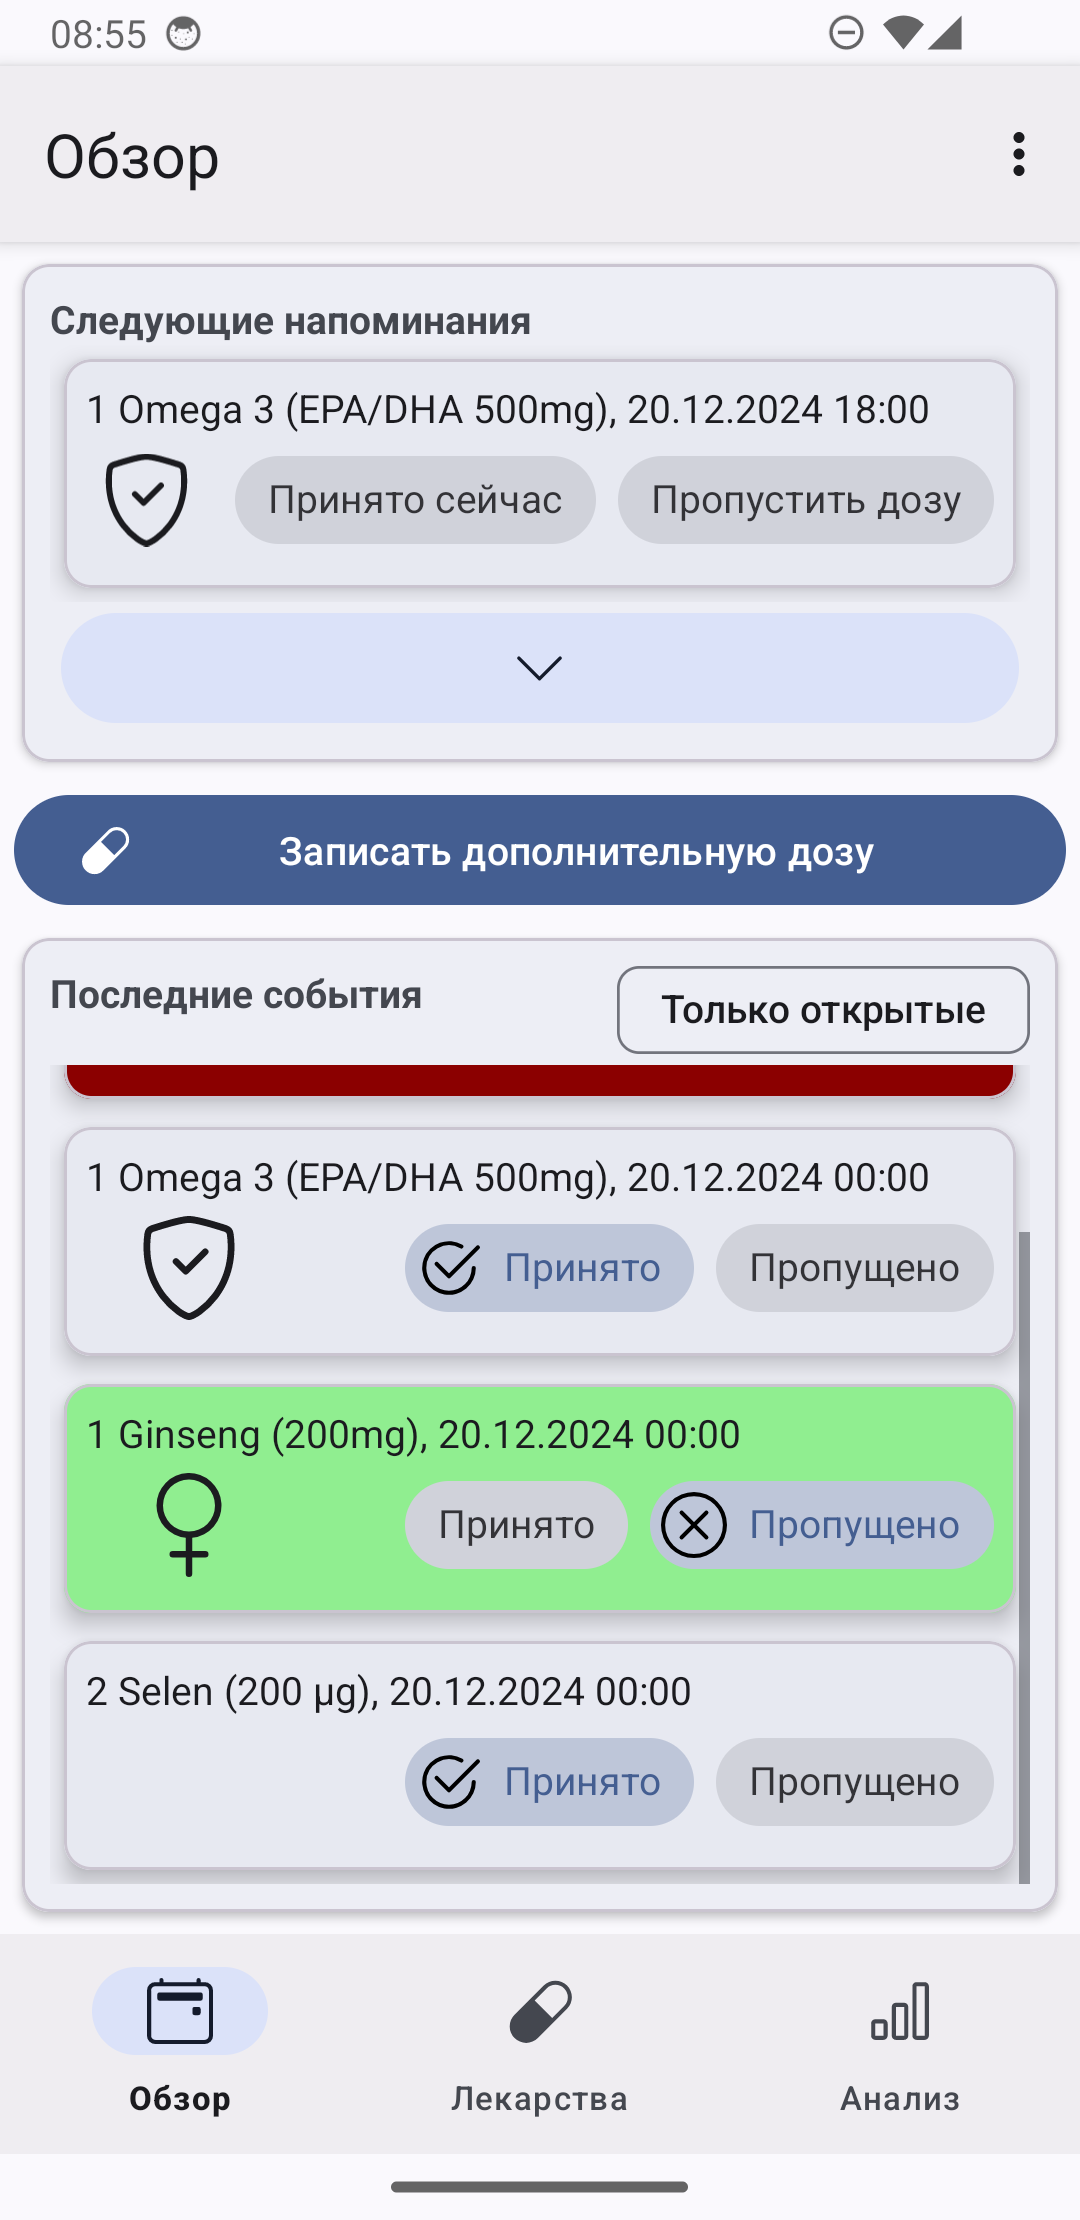 08:55
Обзор
Следующие напоминания
1 Omega 3 (EPA/DHA 500mg), 20.12.2024 18:00
Принято сейчас
Пропустить дозу
Записать дополнительную дозу
Последние события
Только открытые
1 Omega 3 (EPA/DHA 500mg), 20.12.2024 00:00
Принято
Пропущено
1 Ginseng (200mg), 20.12.2024 00:00
Принято
Пропущено
2 Selen (200 µg), 20.12.2024 00:00
Принято
Пропущено
Обзор
Лекарства
Анализ